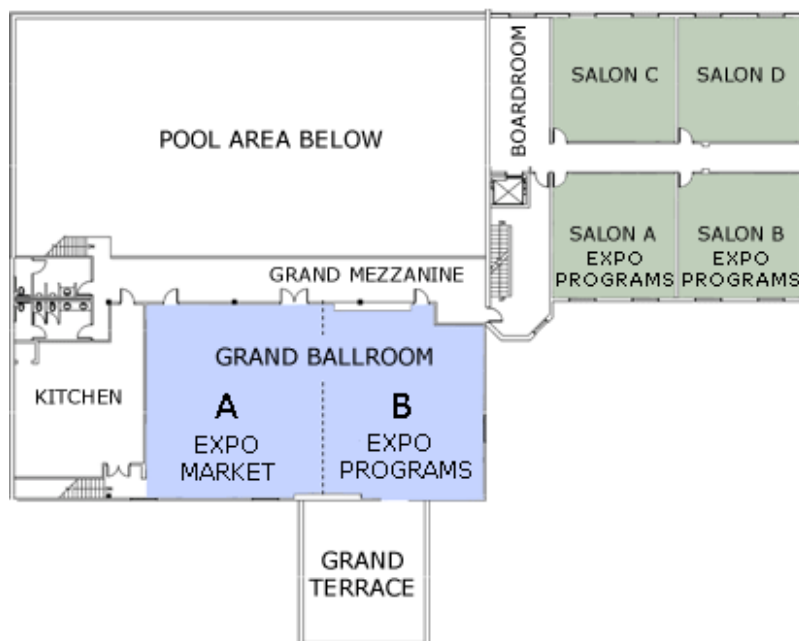 POOL AREA BELOW
BOARDROOM
SALON C
SALON D
SALON A
EXPO
PROGRAMS
SALON B
EXPO
PROGRAMS
GRAND MEZZANINE
GRAND BALLROOM
KITCHEN
A
EXPO
MARKET
B
EXPO
PROGRAMS
GRAND
TERRACE